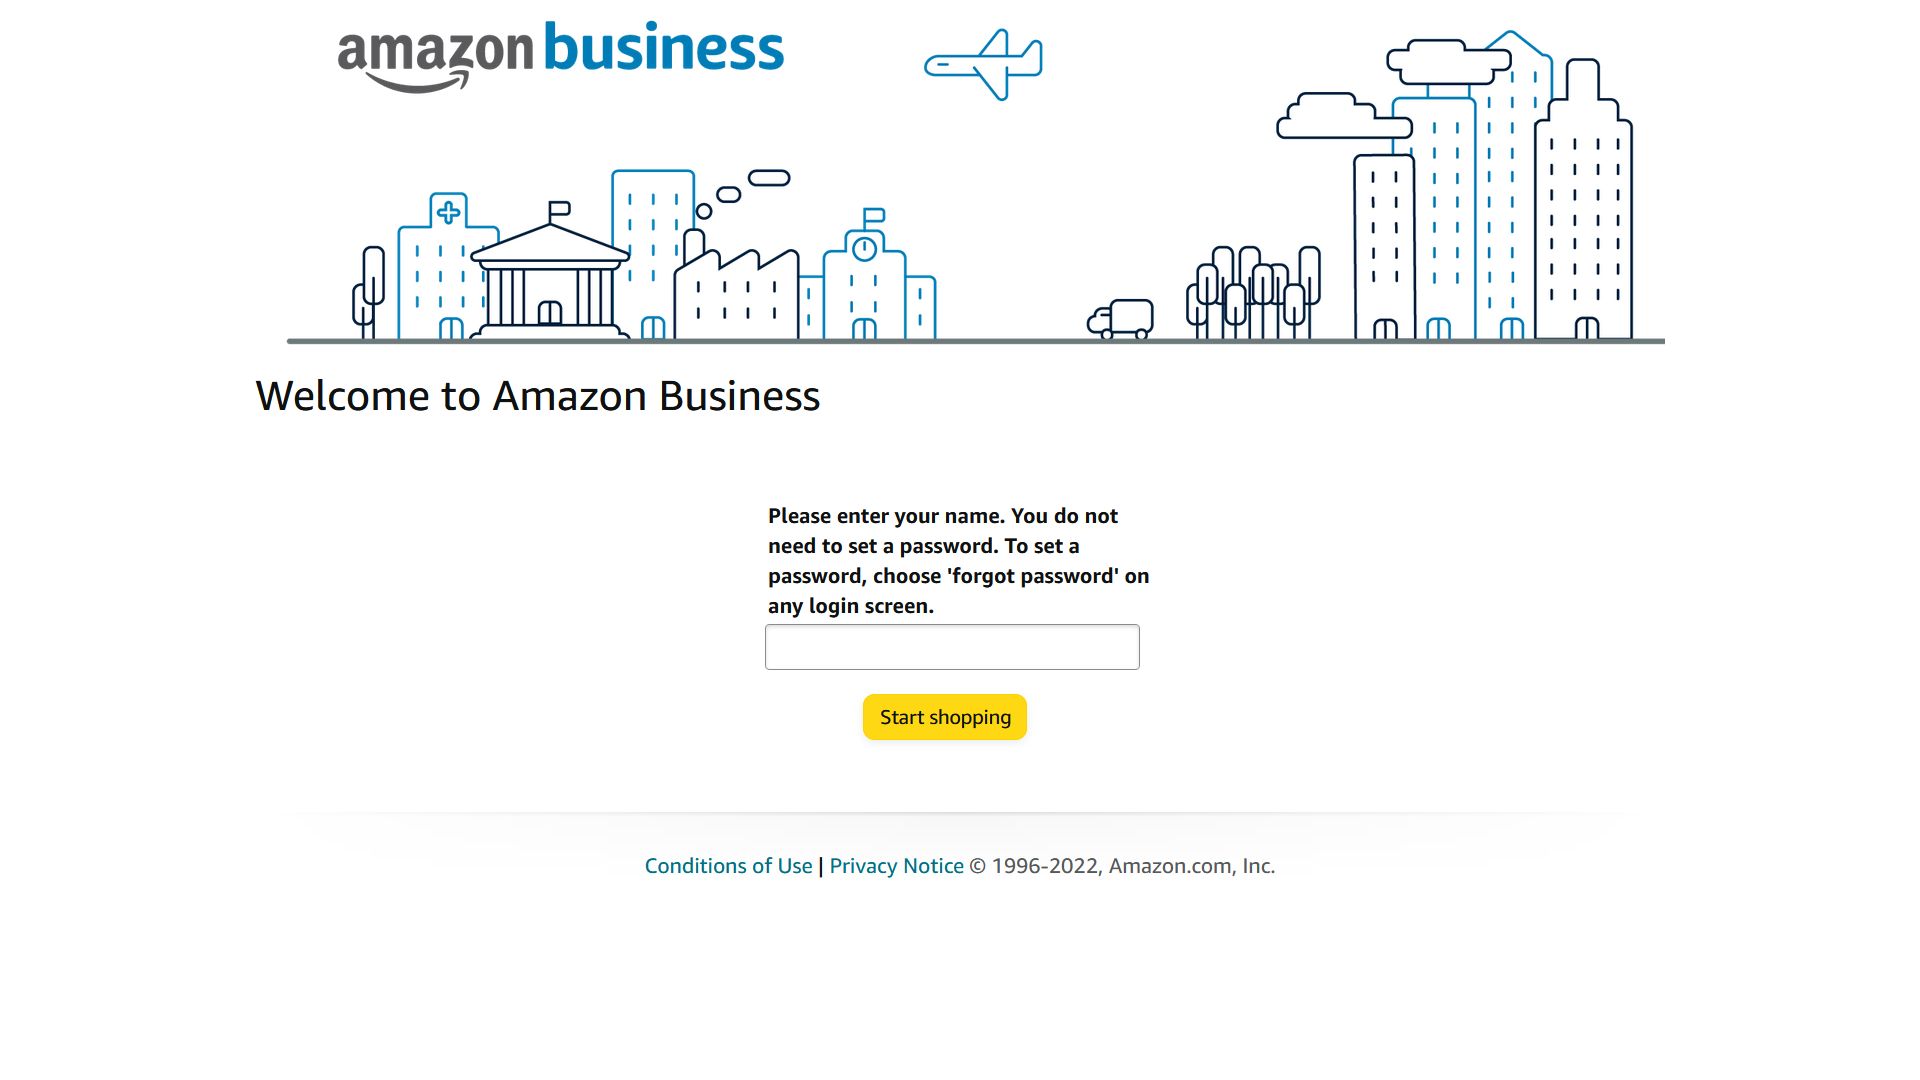 amazon business
Welcome to Amazon Business
Please enter your name. You do not
need to set a password. To set a
password, choose 'forgot password' on
any login screen.
Start shopping
Conditions of Use | Privacy Notice © 1996-2022, Amazon.com, Inc.